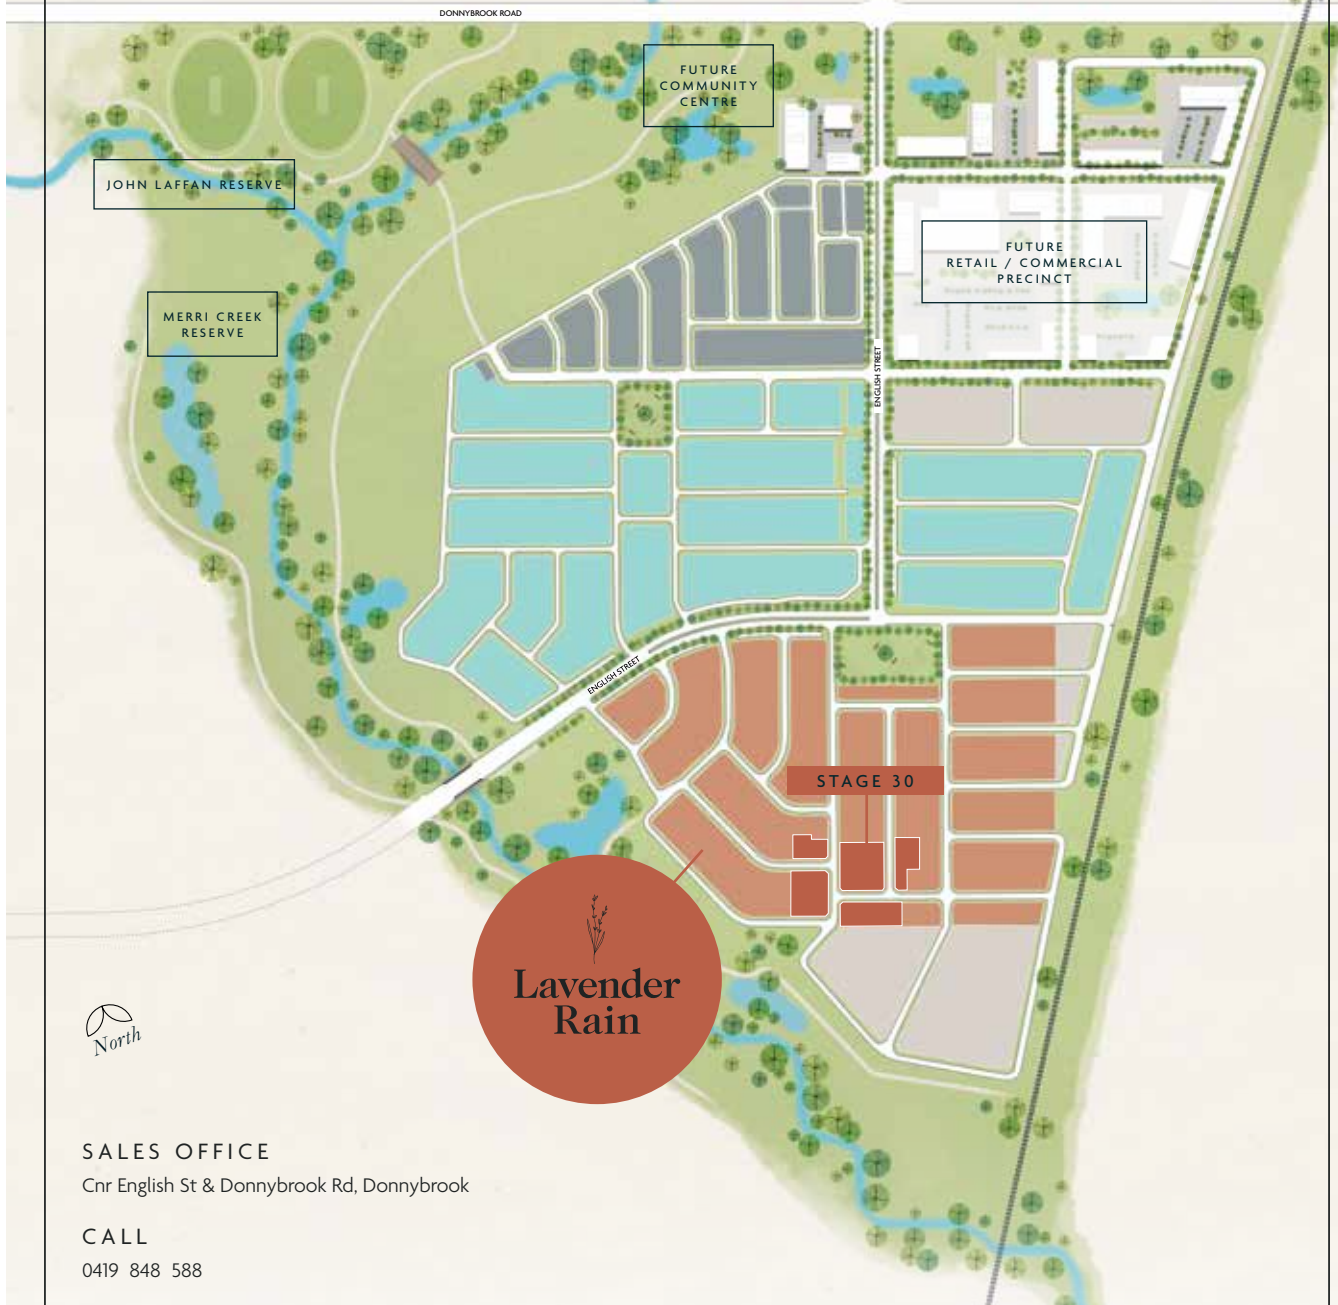 DONNYBROOK ROAD
FUTURE
COMMUNITY
CENTRE
JOHN LAFFAN RESERVE
FUTURE
RETAIL / COMMERCIAL
PRECINCT
MERRI CREEK
RESERVE
ENGLISH STREET
ENGLISH STREET
STAGE 30
Lavender
Rain
North
SALES OFFICE
Cnr English St & Donnybrook Rd, Donnybrook
CALL
0419 848 588